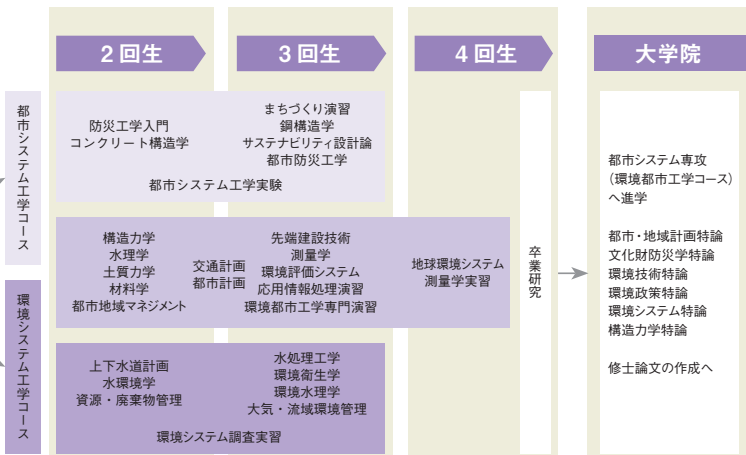 2回生
3回生
4回生
大学院
都市システム工学コース
防災工学入門
コンクリート構造学
まちづくり演習
鋼構造学
サステナビリティ設計論
都市防災工学
都市システム工学実験
構造力学
水理学
土質力学
材料学
都市地域マネジメント
交通計画
都市計画
先端建設技術
測量学
環境評価システム
応用情報処理演習
環境都市工学専門演習
地球環境システム
測量学実習
環境システム工学コース
上下水道計画
水環境学
資源・廃棄物管理
水処理工学
環境衛生学
環境水理学
大気・流域環境管理
環境システム調査実習
卒業研究
都市システム専攻
(環境都市工学コース)
へ進学
都市・地域計画特論
文化財防災学特論
環境技術特論
環境政策特論
環境システム特論
構造力学特論
修士論文の作成へ